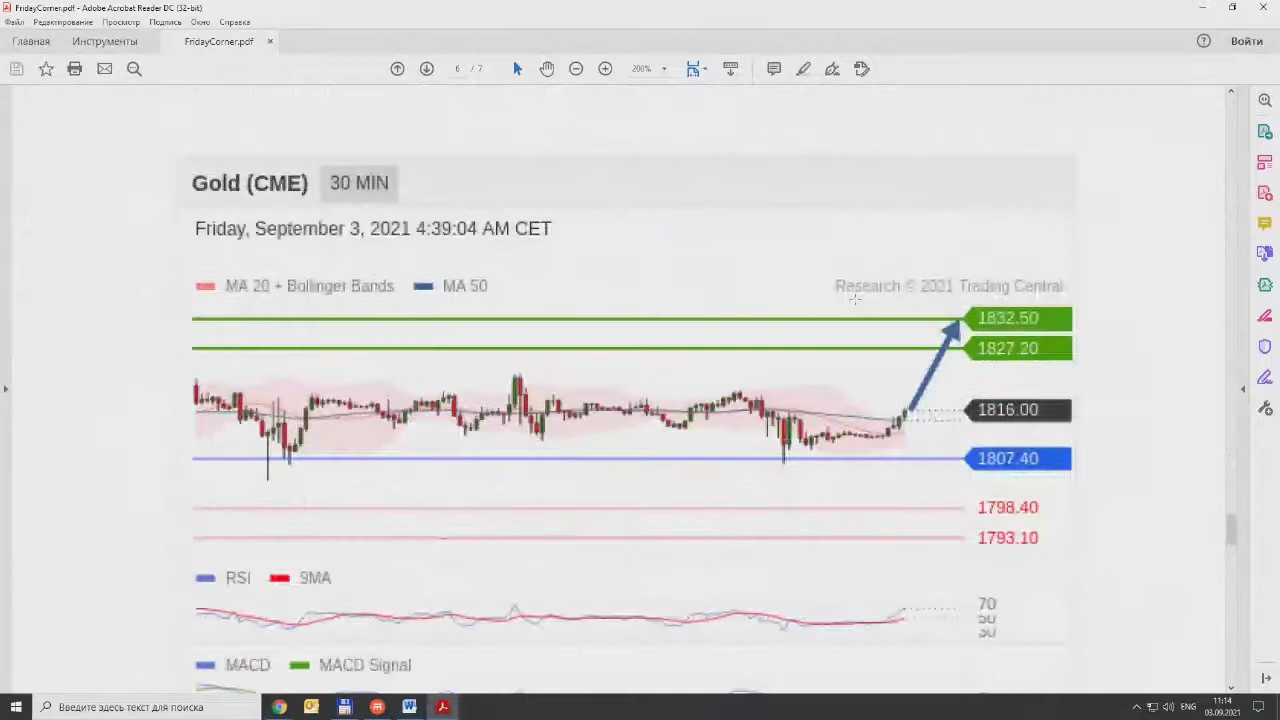 FridayCorner.pdf - Adobe Acrobat Reader DC (32-bit)
Файл Редактирование Просмотр Подпись Окно Справка
Главная Инструменты FridayCorner.pdf × Войти
6 / 7 200%
Gold (CME) 30 MIN
Friday, September 3, 2021 4:39:04 AM CET
MA 20 + Bollinger Bands MA 50 Research © 2021 Trading Central
1832.50
1827.20
1816.00
1807.40
1798.40
1793.10
RSI 9MA
70
50
30
MACD MACD Signal
Введите здесь текст для поиска ENG 11:14
03.09.2021